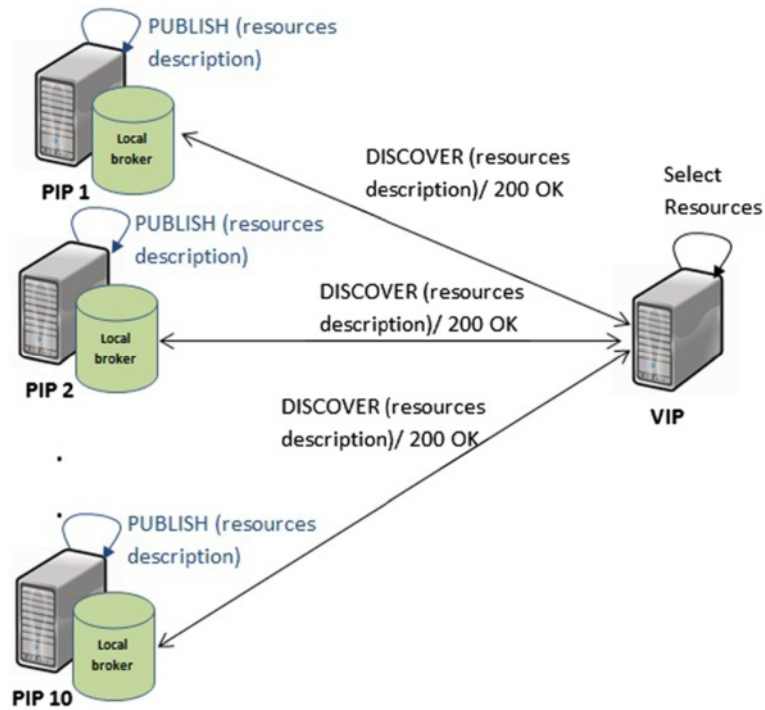 PUBLISH (resources
description)
Local
broker
PIP 1
DISCOVER (resources
description)/ 200 OK
Select
Resources
PUBLISH (resources
description)
Local
broker
PIP 2
DISCOVER (resources
description)/ 200 OK
VIP
DISCOVER (resources
description)/ 200 OK
.
.
PUBLISH (resources
description)
Local
broker
PIP 10